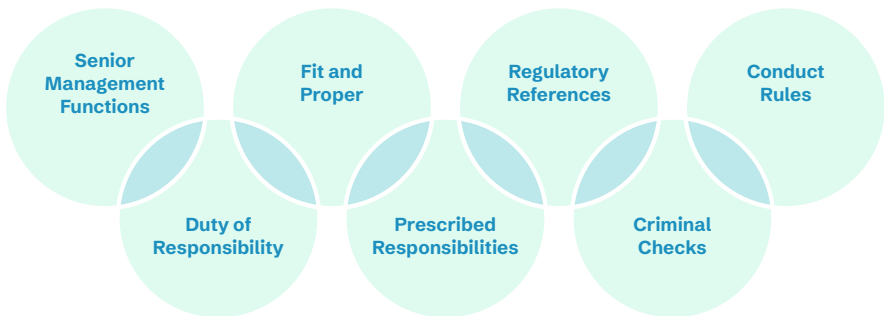 Senior
Management
Functions
Fit and
Proper
Regulatory
References
Conduct
Rules
Duty of
Responsibility
Prescribed
Responsibilities
Criminal
Checks